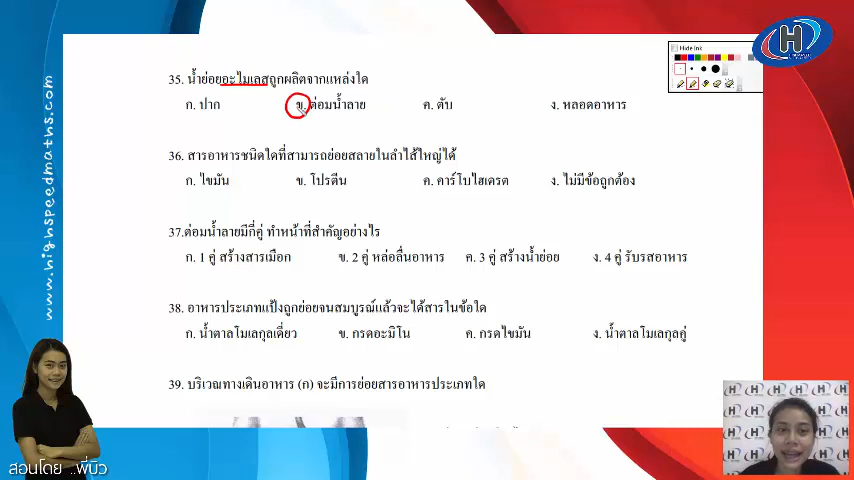 Hide Ink
H
35. น้ำย่อยอะไมเลสถูกผลิตจากแหล่งใด
ก. ปาก ข. ต่อมน้ำลาย ค. ตับ ง. หลอดอาหาร
36. สารอาหารชนิดใดที่สามารถย่อยสลายในลำไส้ใหญ่ได้
ก. ไขมัน ข. โปรตีน ค. คาร์โบไฮเดรต ง. ไม่มีข้อถูกต้อง
37.ต่อมน้ำลายมีกี่คู่ ทำหน้าที่สำคัญอย่างไร
ก. 1 คู่ สร้างสารเมือก ข. 2 คู่ หล่อลื่นอาหาร ค. 3 คู่ สร้างน้ำย่อย ง. 4 คู่ รับรสอาหาร
38. อาหารประเภทแป้งถูกย่อยจนสมบูรณ์แล้วจะได้สารในข้อใด
ก. น้ำตาลโมเลกุลเดี่ยว ข. กรดอะมิโน ค. กรดไขมัน ง. น้ำตาลโมเลกุลคู่
39. บริเวณทางเดินอาหาร (ก) จะมีการย่อยสารอาหารประเภทใด
www.highspeedmaths.com
สอนโดย ..พี่บิว